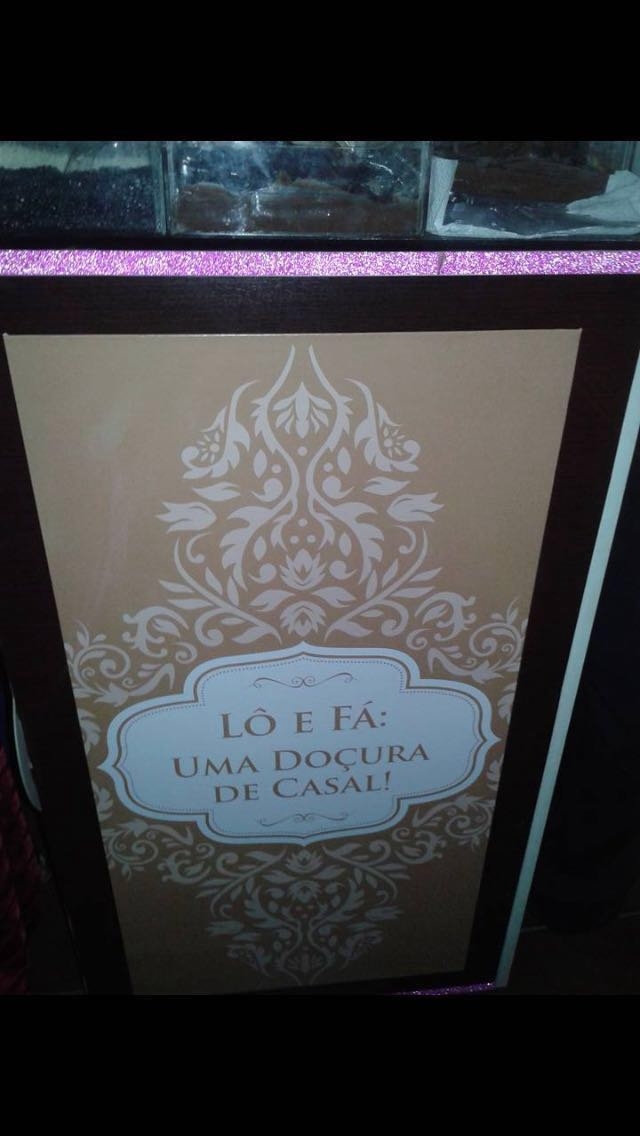 Lô e Fá:
Uma Doçura
de Casal!